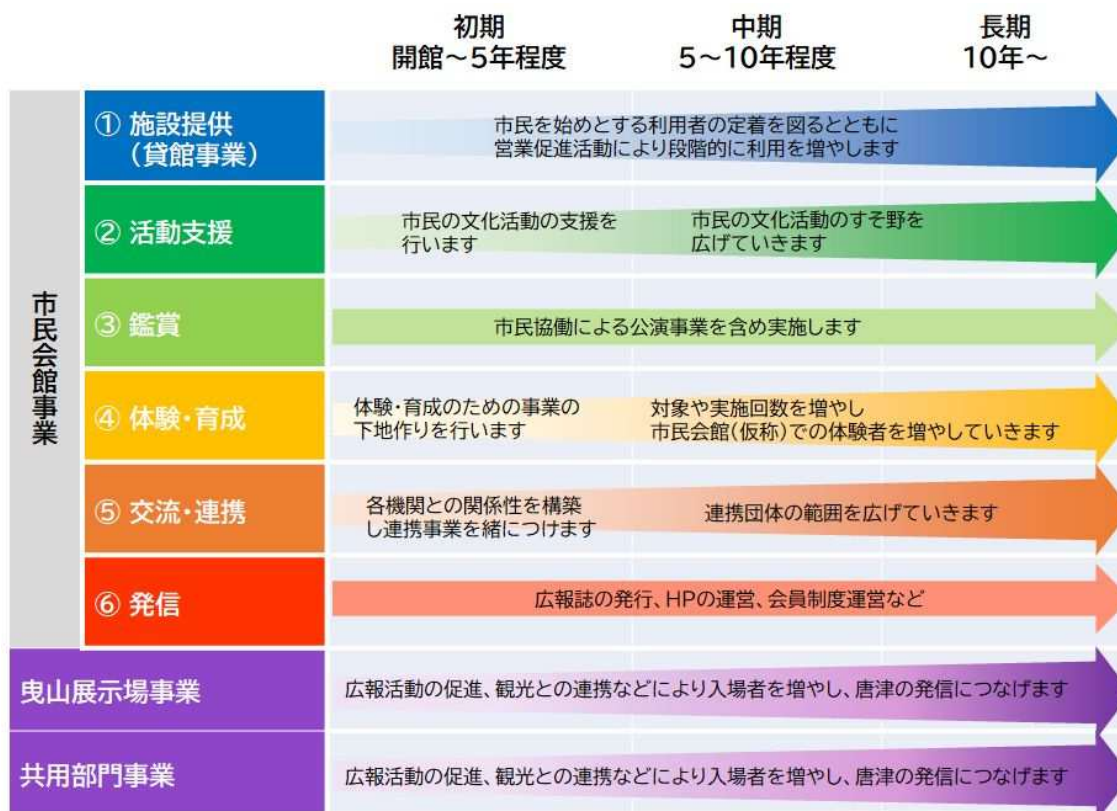 初期
開館～5年程度
中期
5～10年程度
長期
10年～
市民会館事業
① 施設提供
（貸館事業）
市民を始めとする利用者の定着を図るとともに
営業促進活動により段階的に利用を増やします
② 活動支援
市民の文化活動の支援を
行います
市民の文化活動のすそ野を
広げていきます
③ 鑑賞
市民協働による公演事業を含め実施します
④ 体験・育成
体験・育成のための事業の
下地作りを行います
対象や実施回数を増やし
市民会館(仮称)での体験者を増やしていきます
⑤ 交流・連携
各機関との関係性を構築
し連携事業を緒につけます
連携団体の範囲を広げていきます
⑥ 発信
広報誌の発行、HPの運営、会員制度運営など
曳山展示場事業
広報活動の促進、観光との連携などにより入場者を増やし、唐津の発信につなげます
共用部門事業
広報活動の促進、観光との連携などにより入場者を増やし、唐津の発信につなげます